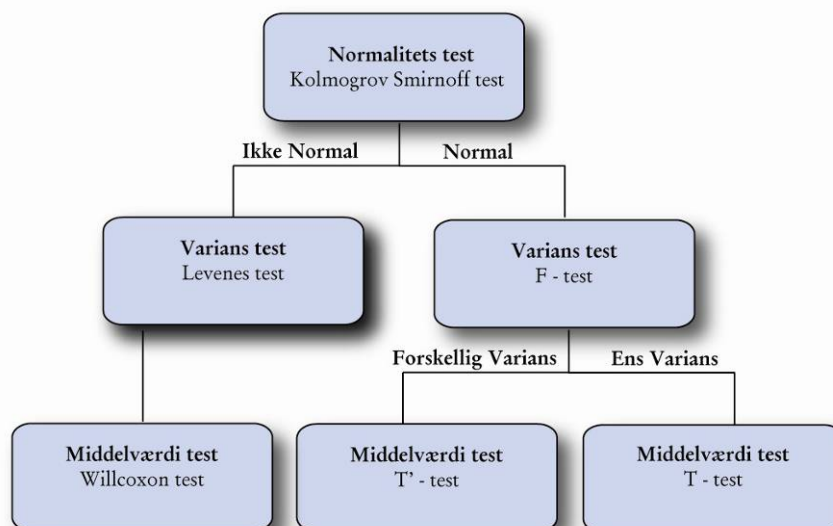 Normalitets test
Kolmogrov Smirnoff test
Ikke Normal
Normal
Varians test
Levenes test
Varians test
F - test
Forskellig Varians
Ens Varians
Middelværdi test
Willcoxon test
Middelværdi test
T' - test
Middelværdi test
T - test